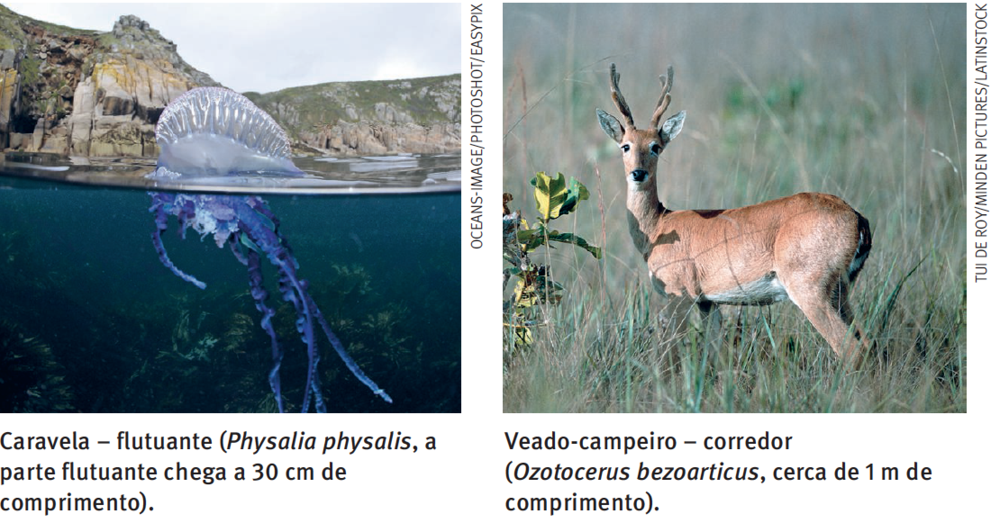 OCEANS-IMAGE/PHOTOSHOT/EASYPIX
Caravela – flutuante (Physalia physalis, a
parte flutuante chega a 30 cm de
comprimento).
TUI DE ROY/MINDEN PICTURES/LATINSTOCK
Veado-campeiro – corredor
(Ozotocerus bezoarticus, cerca de 1 m de
comprimento).